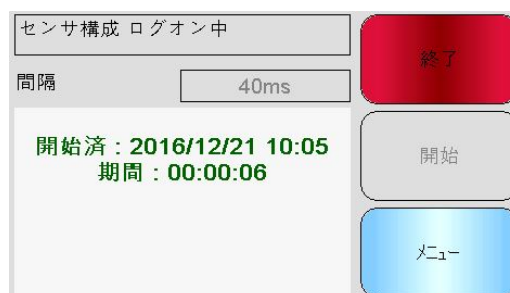 センサ構成 ログオン中
終了
間隔
40ms
開始済：2016/12/21 10:05
期間：00:00:06
開始
ﾒﾆｭｰ